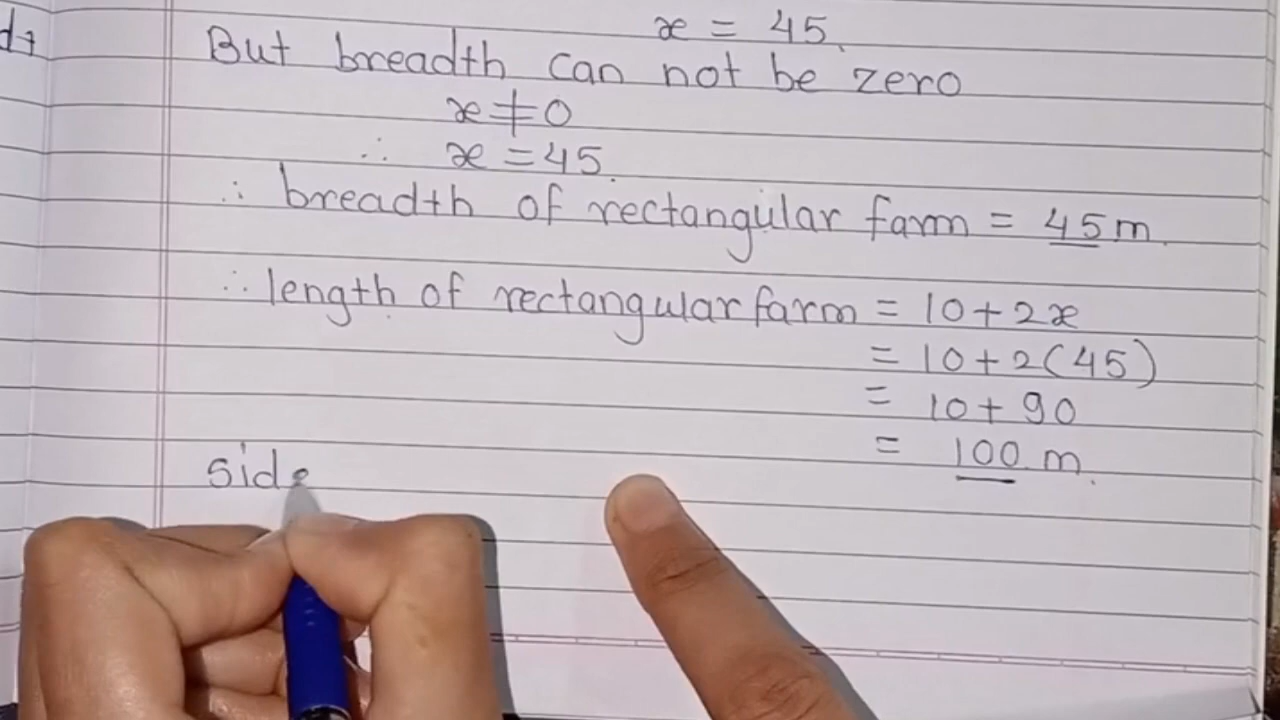 x = 45.
But breadth can not be zero
x ≠ 0
∴ x = 45.
∴ breadth of rectangular farm = 45 m.
∴ length of rectangular farm = 10 + 2x
= 10 + 2(45)
= 10 + 90
= 100 m.
side